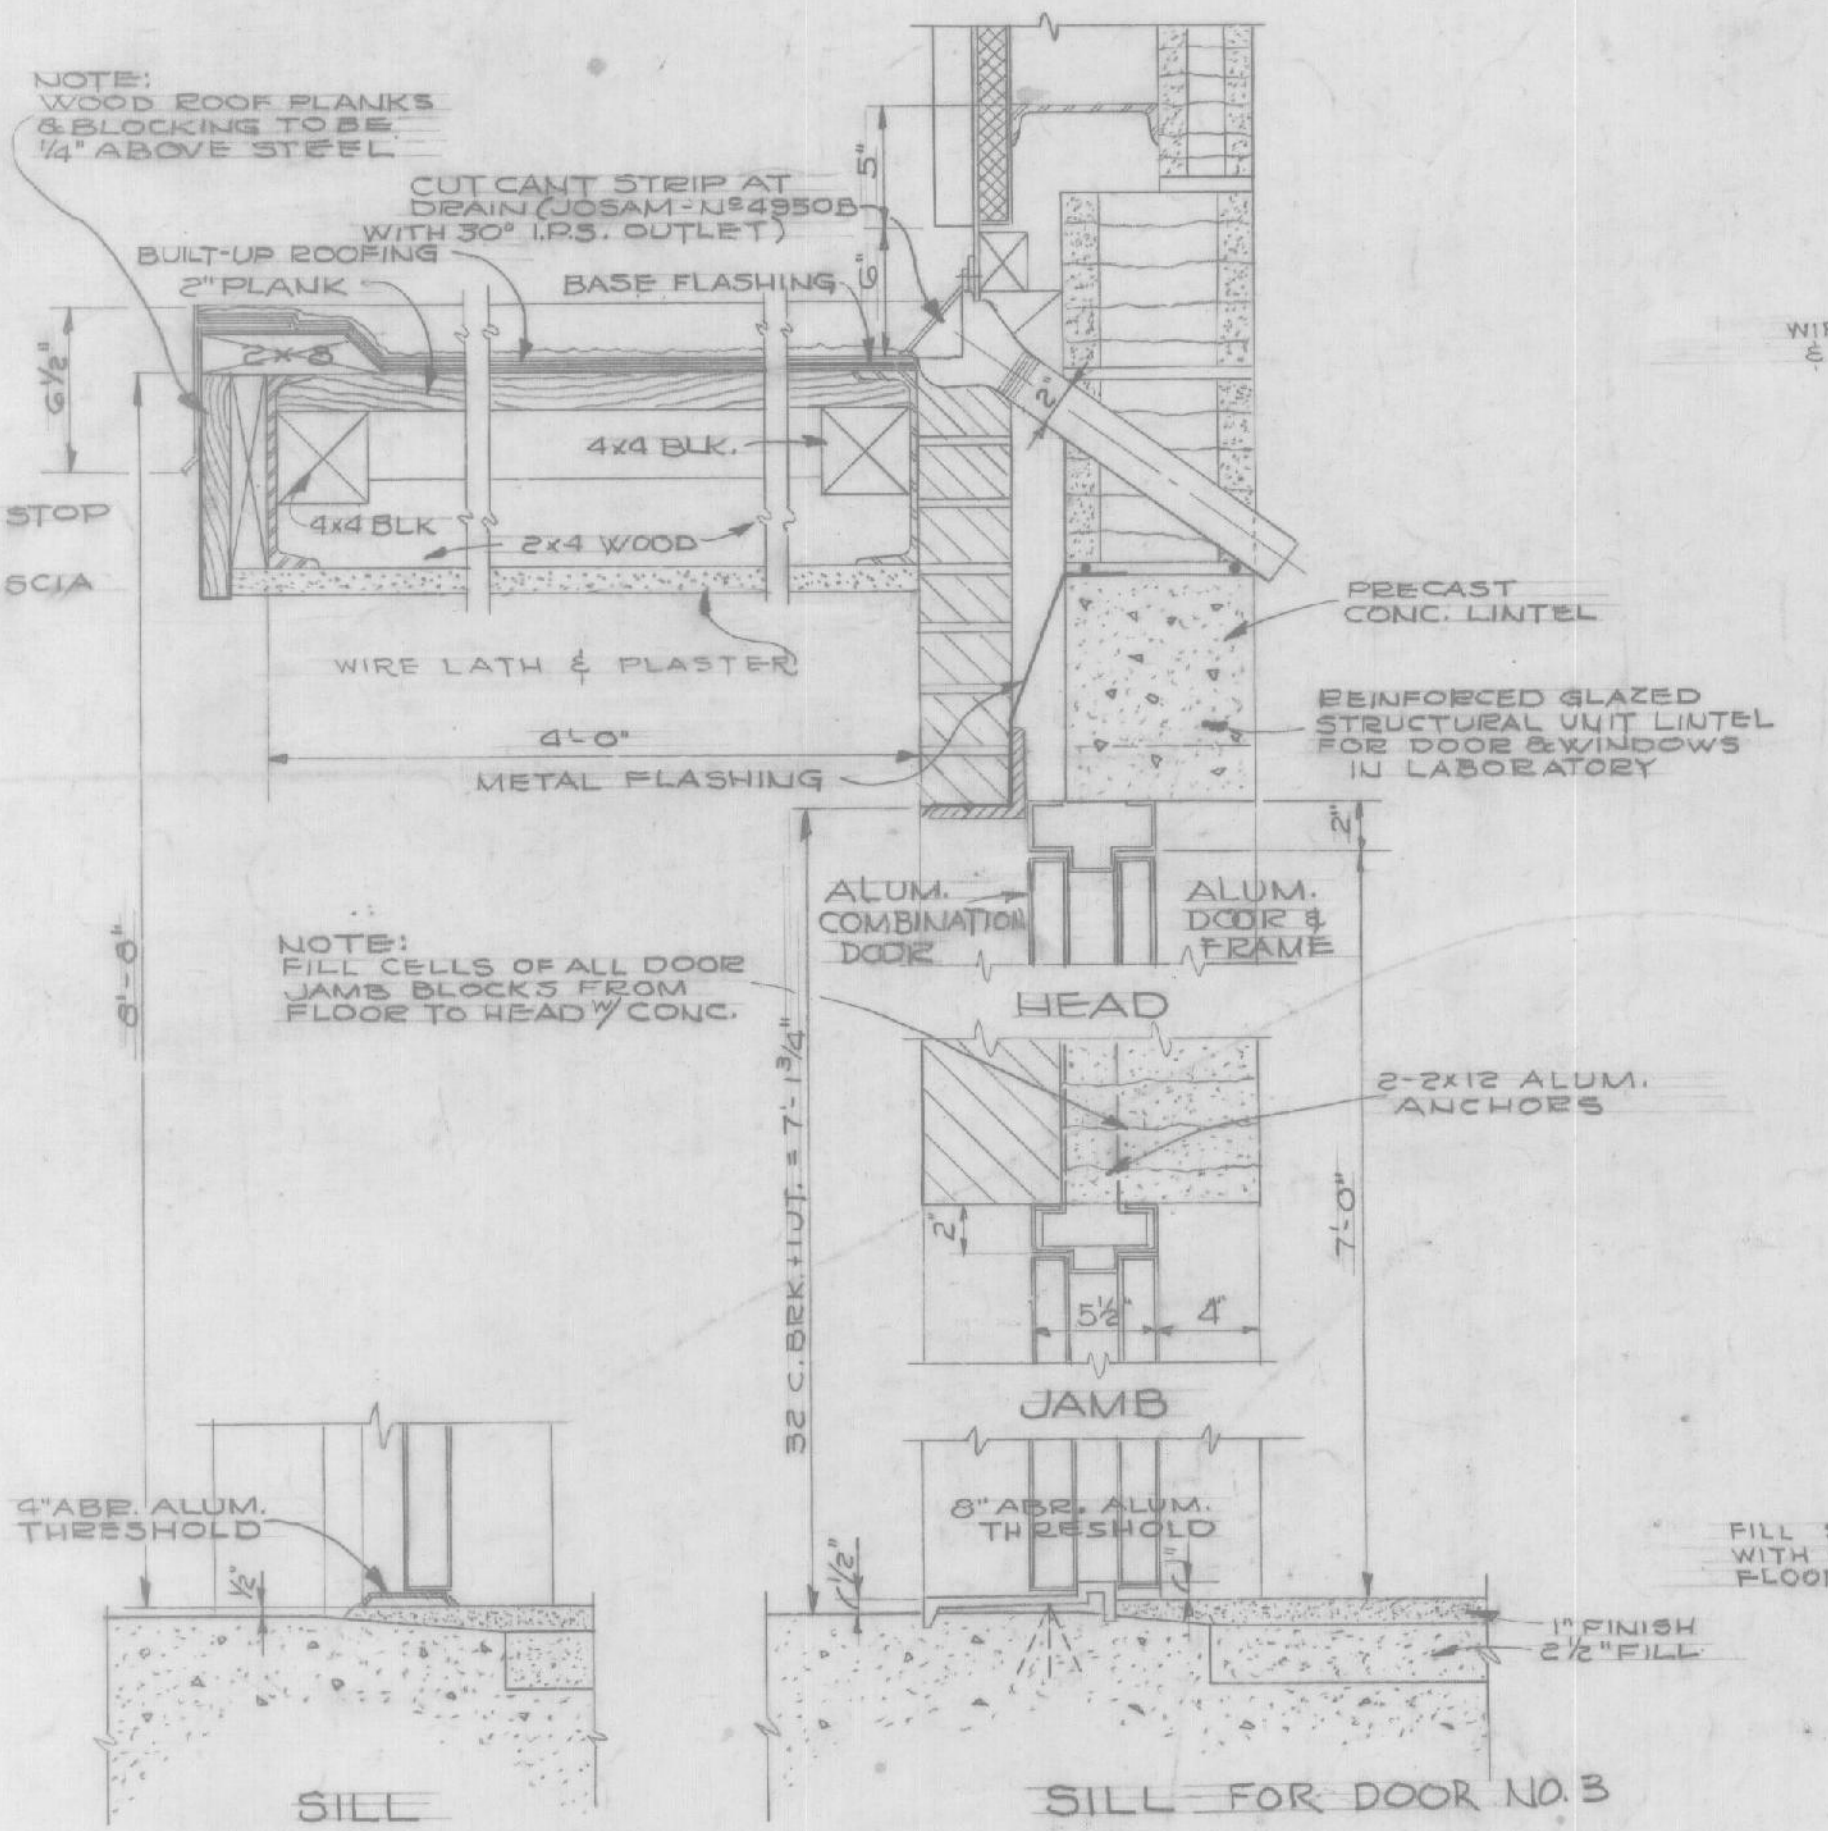 NOTE:
WOOD ROOF PLANKS
& BLOCKING TO BE
1/4" ABOVE STEEL
CUT CANT STRIP AT
DRAIN (JOSAM-Nº4950B
WITH 30° I.P.S. OUTLET)
BUILT-UP ROOFING
2" PLANK
BASE FLASHING
5"
6"
6 1/2"
2x8
2"
4x4 BLK.
4x4 BLK
2x4 WOOD
STOP
SCIA
WIRE LATH & PLASTER
PRECAST
CONC. LINTEL
REINFORCED GLAZED
STRUCTURAL UNIT LINTEL
FOR DOOR & WINDOWS
IN LABORATORY
4'-0"
METAL FLASHING
2"
ALUM.
COMBINATION
DOOR
ALUM.
DOOR &
FRAME
8'-8"
NOTE:
FILL CELLS OF ALL DOOR
JAMB BLOCKS FROM
FLOOR TO HEAD W/ CONC.
HEAD
2-2x12 ALUM.
ANCHORS
32 C.BRK.+1 JT. = 7'-1 3/4"
7'-0"
2"
5 1/2"
4"
JAMB
4" ABR. ALUM.
THRESHOLD
1/2"
8" ABR. ALUM.
THRESHOLD
1 1/2"
1"
1" FINISH
2 1/2" FILL
SILL
SILL FOR DOOR NO. 3
&
FILL
WITH